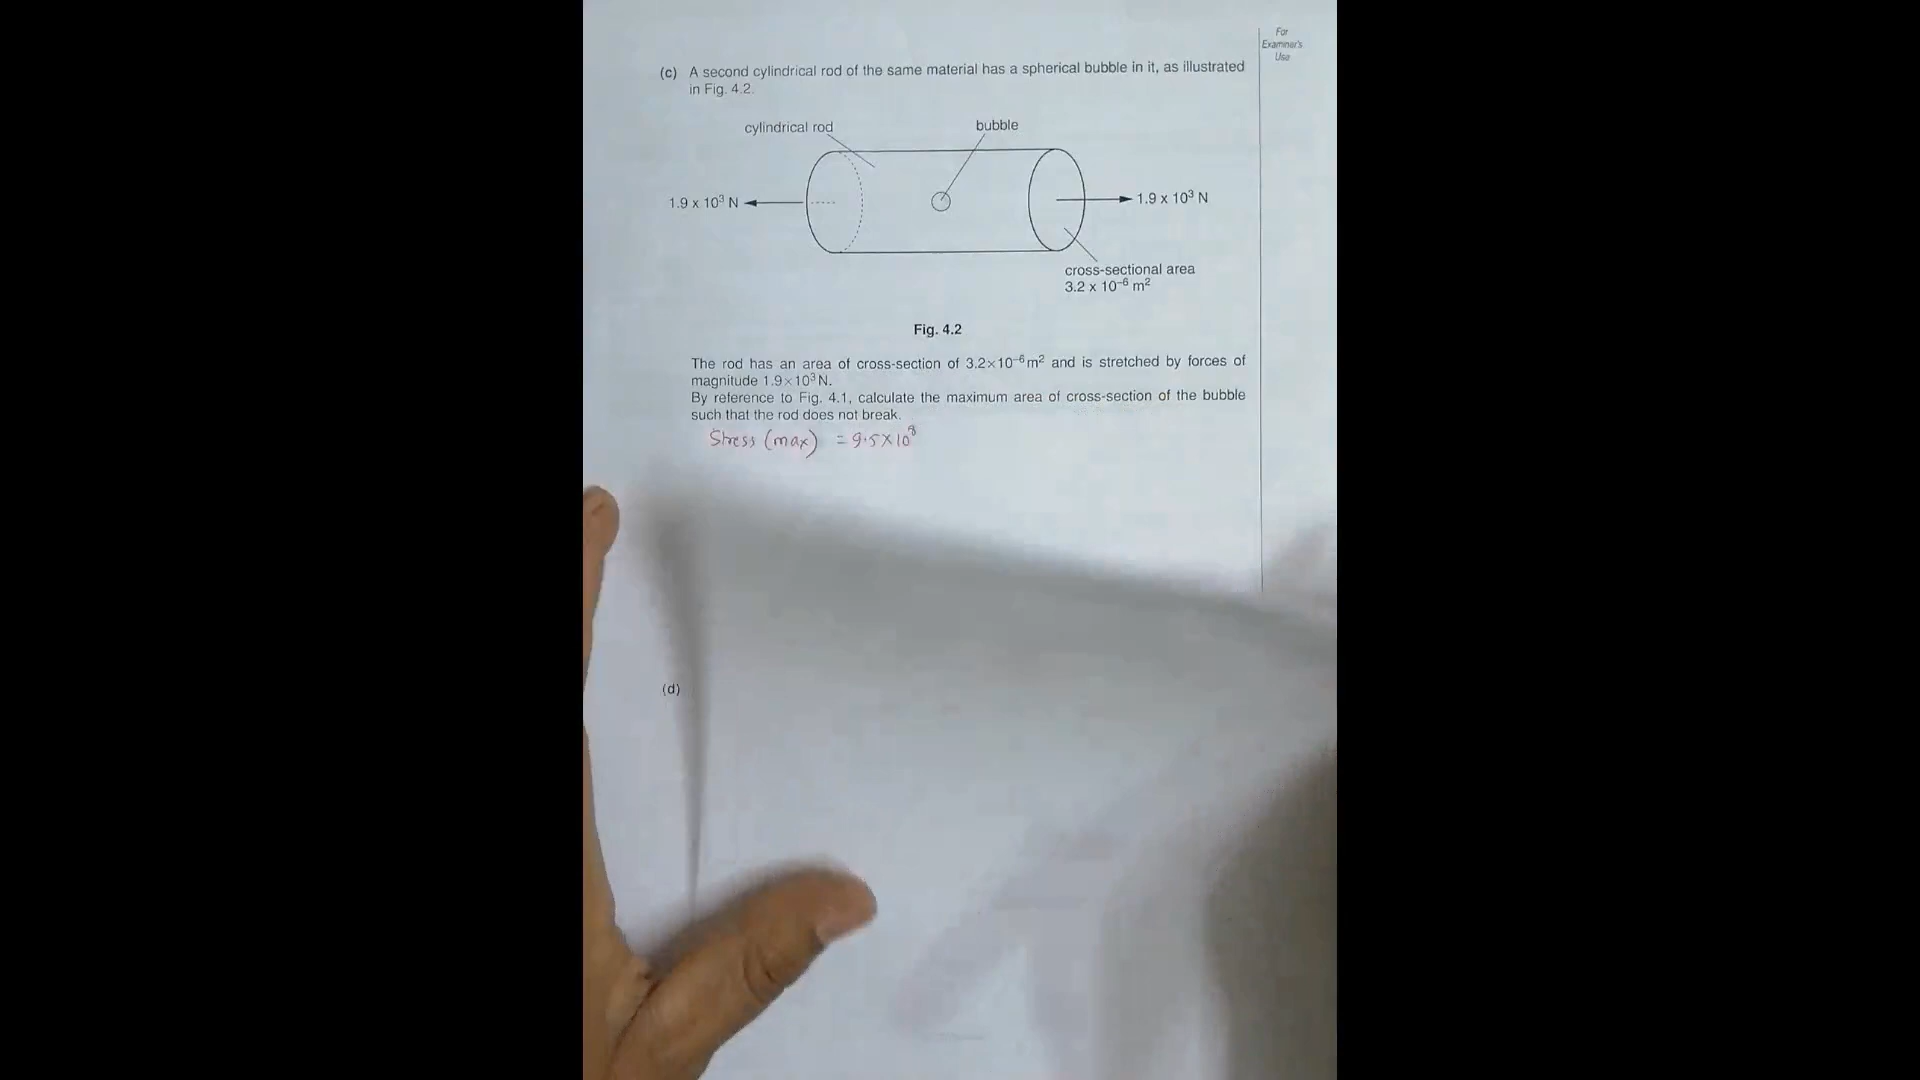 For
Examiner's
Use
(c) A second cylindrical rod of the same material has a spherical bubble in it, as illustrated
in Fig. 4.2.
cylindrical rod
bubble
1.9 x 10³ N
1.9 x 10³ N
cross-sectional area
3.2 x 10⁻⁶ m²
Fig. 4.2
The rod has an area of cross-section of 3.2×10⁻⁶ m² and is stretched by forces of
magnitude 1.9×10³ N.
By reference to Fig. 4.1, calculate the maximum area of cross-section of the bubble
such that the rod does not break.
Stress (max) = 9.5×10⁸
(d)